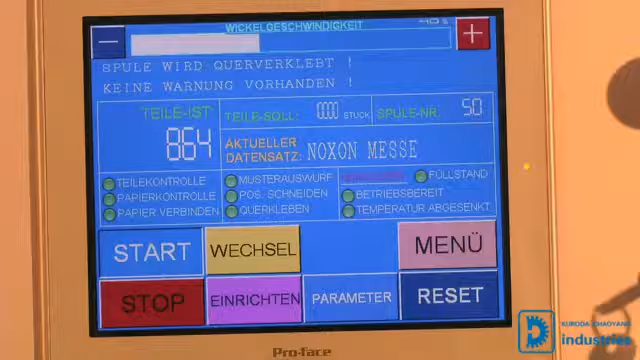 WICKELGESCHWINDIGKEIT
SPULE WIRD QUERVERKLEBT !
KEINE WARNUNG VORHANDEN !
TEILE-IST:
864
TEILE-SOLL: 0000 STUCK
SPULE-NR. 50
AKTUELLER DATENSATZ: NOXON MESSE
TEILEKONTROLLE
PAPIERKONTROLLE
PAPIER VERBINDEN
MUSTERAUSWURF
POS. SCHNEIDEN
QUERKLEBEN
FÜLLSTAND
BETRIEBSBEREIT
TEMPERATUR ABGESENKT
START
WECHSEL
MENÜ
STOP
EINRICHTEN
PARAMETER
RESET
Pro-face
KURODA CHAOYANG
industries